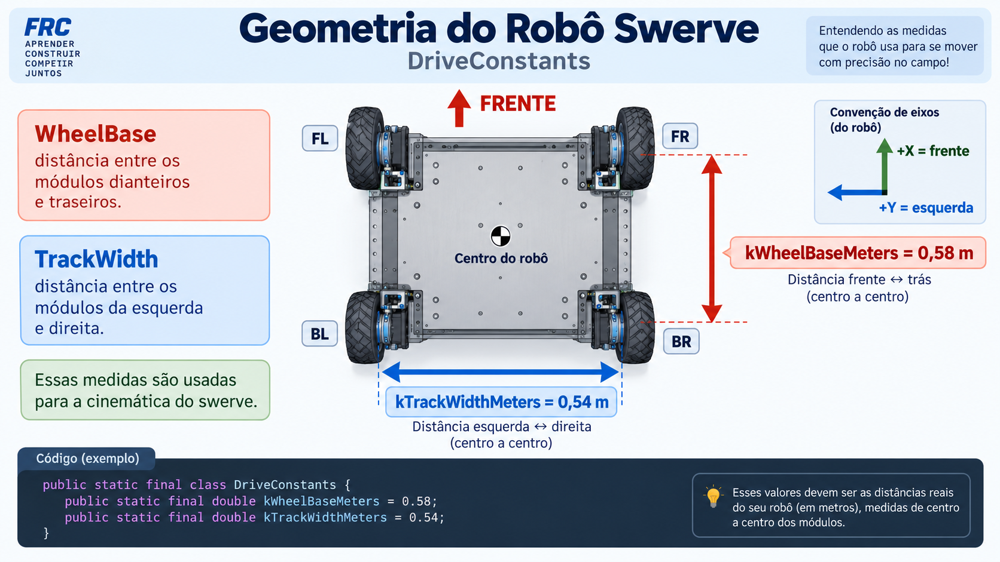 FRC
APRENDER
CONSTRUIR
COMPETIR
JUNTOS
Geometria do Robô Swerve
DriveConstants
Entendendo as medidas
que o robô usa para se mover
com precisão no campo!
WheelBase
distância entre os
módulos dianteiros
e traseiros.
TrackWidth
distância entre os
módulos da esquerda
e direita.
Essas medidas são usadas
para a cinemática do swerve.
FRENTE
FL
FR
Centro do robô
BL
BR
kTrackWidthMeters = 0,54 m
Distância esquerda ↔ direita
(centro a centro)
Convenção de eixos
(do robô)
+X = frente
+Y = esquerda
kWheelBaseMeters = 0,58 m
Distância frente ↔ trás
(centro a centro)
Código (exemplo)
public static final class DriveConstants {
public static final double kWheelBaseMeters = 0.58;
public static final double kTrackWidthMeters = 0.54;
}
Esses valores devem ser as distâncias reais
do seu robô (em metros), medidas de centro
a centro dos módulos.